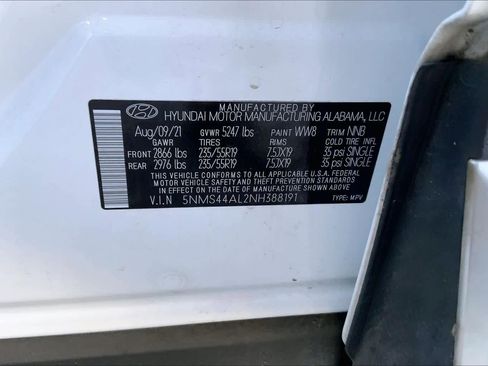 MANUFACTURED BY
HYUNDAI MOTOR MANUFACTURING ALABAMA, LLC
Aug/09/21 GVWR 5247 lbs PAINT WW8 TRIM NNB
GAWR TIRES RIMS COLD TIRE INFL
FRONT 2866 lbs 235/55R19 7.5JX19 35 psi SINGLE
REAR 2976 lbs 235/55R19 7.5JX19 35 psi SINGLE
THIS VEHICLE CONFORMS TO ALL APPLICABLE U.S.A. FEDERAL
MOTOR VEHICLE SAFETY, BUMPER, AND THEFT PREVENTION STANDARDS
IN EFFECT ON THE DATE OF MANUFACTURE SHOWN ABOVE.
V.I.N 5NMS44AL2NH388191 TYPE: MPV